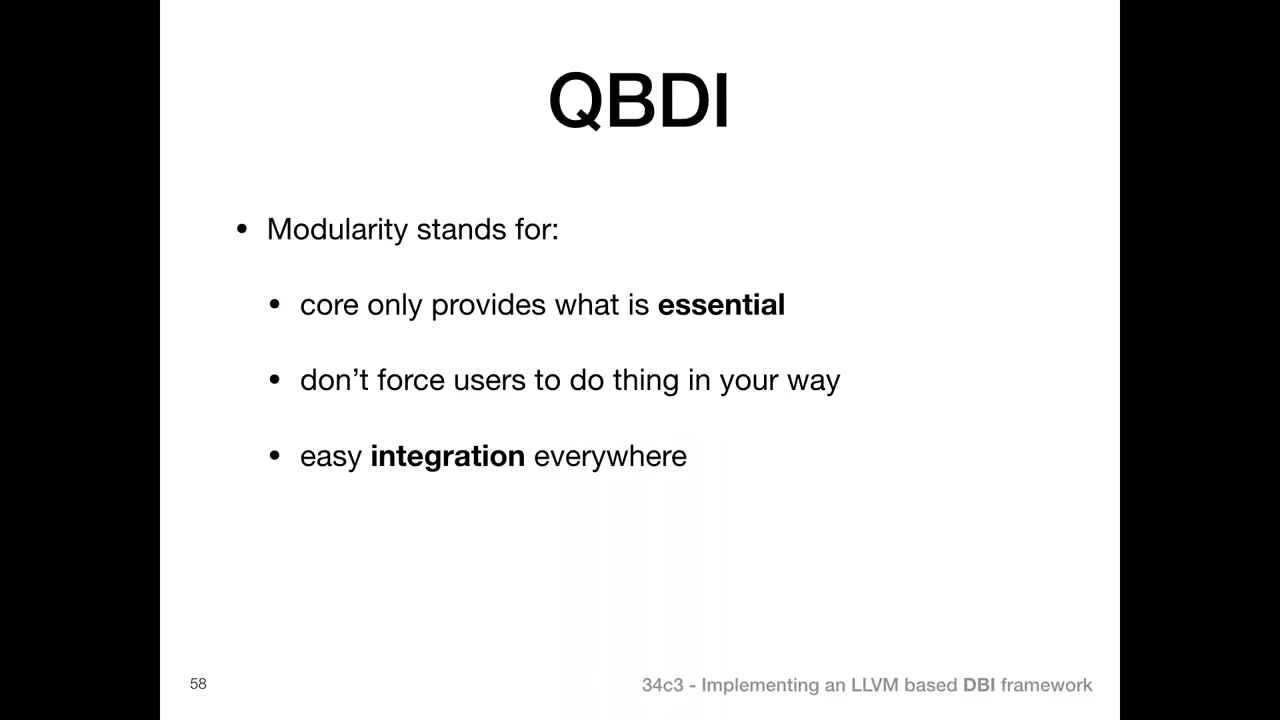 QBDI
• Modularity stands for:
• core only provides what is essential
• don’t force users to do thing in your way
• easy integration everywhere
58
34c3 - Implementing an LLVM based DBI framework